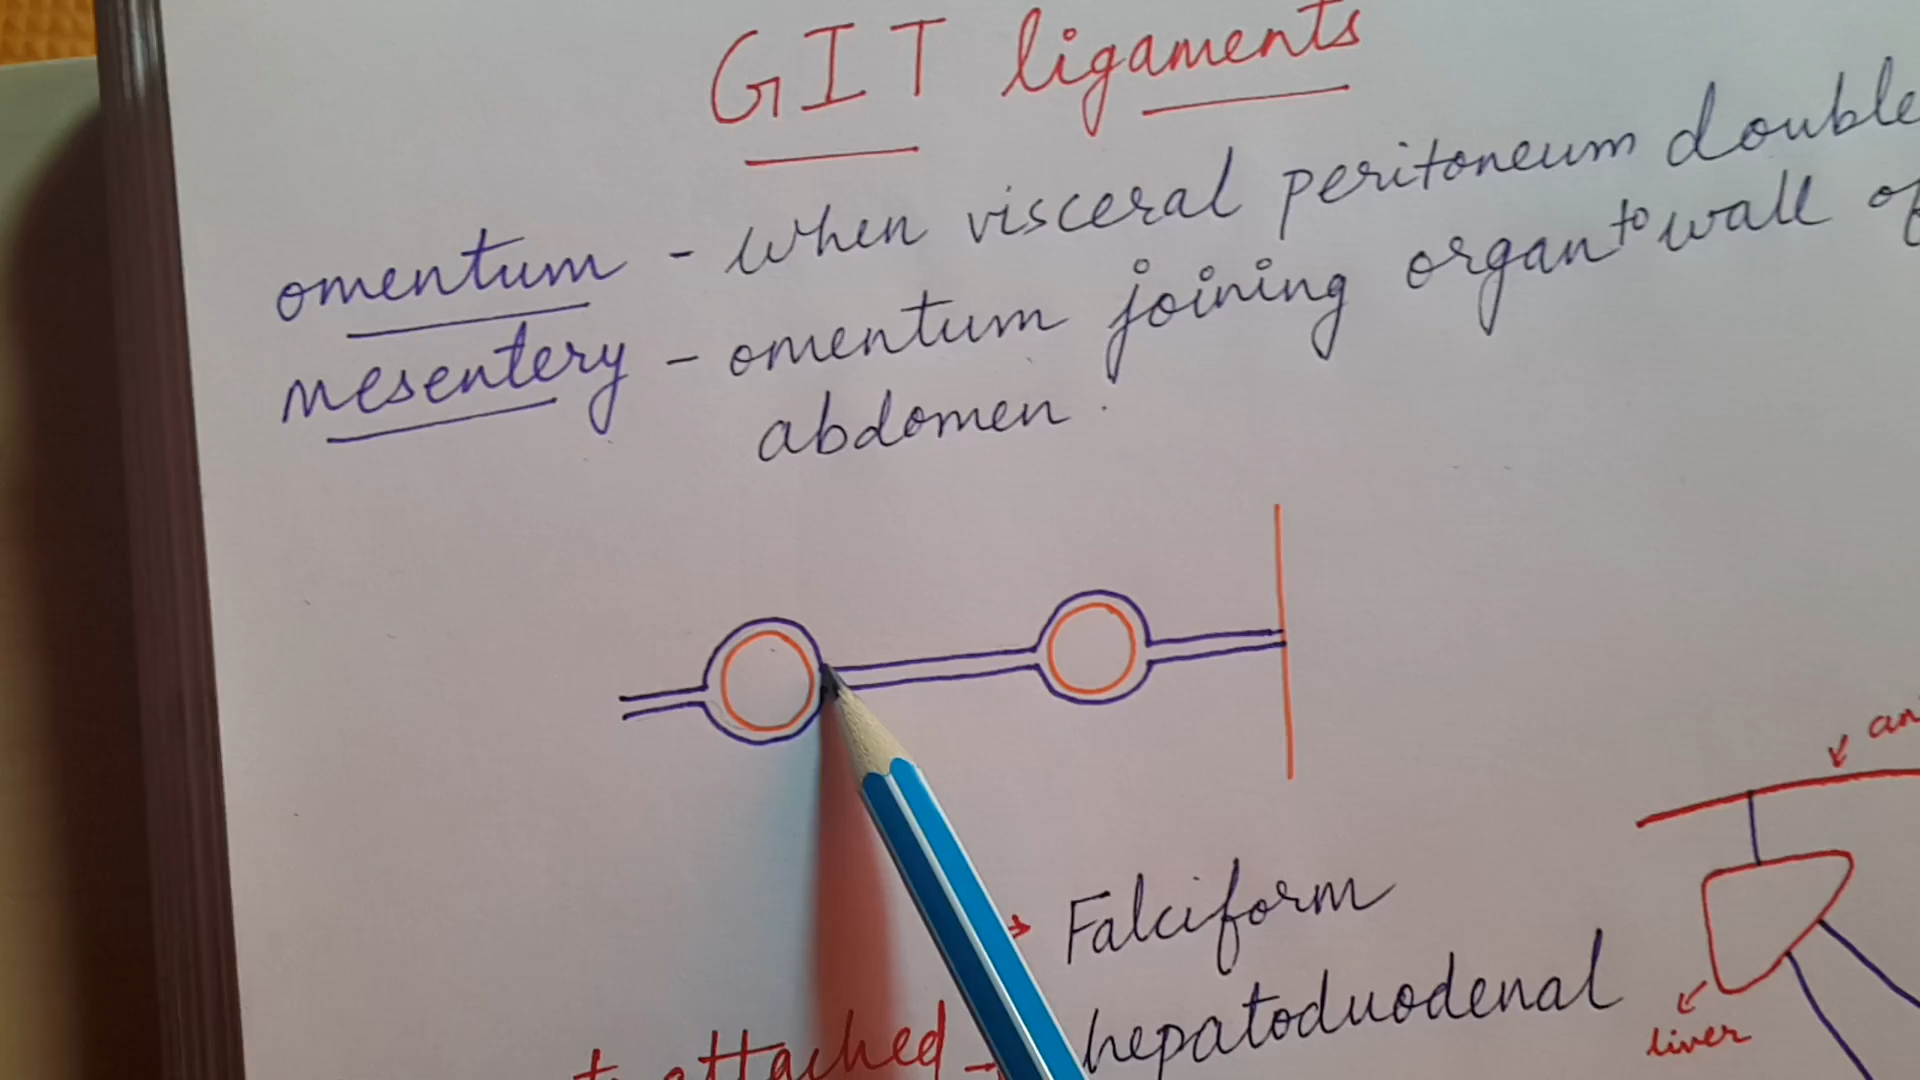 GIT ligaments
omentum - when visceral peritoneum double
mesentery - omentum joining organ to wall of
abdomen.
an
Falciform
attached → hepatoduodenal
liver